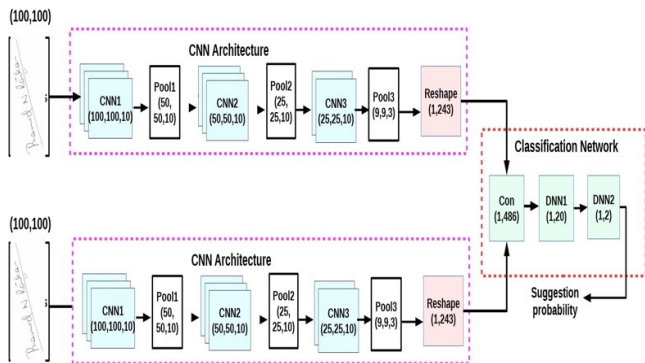 (100,100)
CNN Architecture
CNN1
(100,100,10)
Pool1
(50,
50,10)
CNN2
(50,50,10)
Pool2
(25,
25,10)
CNN3
(25,25,10)
Pool3
(9,9,3)
Reshape
(1,243)
Classification Network
Con
(1,486)
DNN1
(1,20)
DNN2
(1,2)
Suggestion
probability
(100,100)
CNN Architecture
CNN1
(100,100,10)
Pool1
(50,
50,10)
CNN2
(50,50,10)
Pool2
(25,
25,10)
CNN3
(25,25,10)
Pool3
(9,9,3)
Reshape
(1,243)